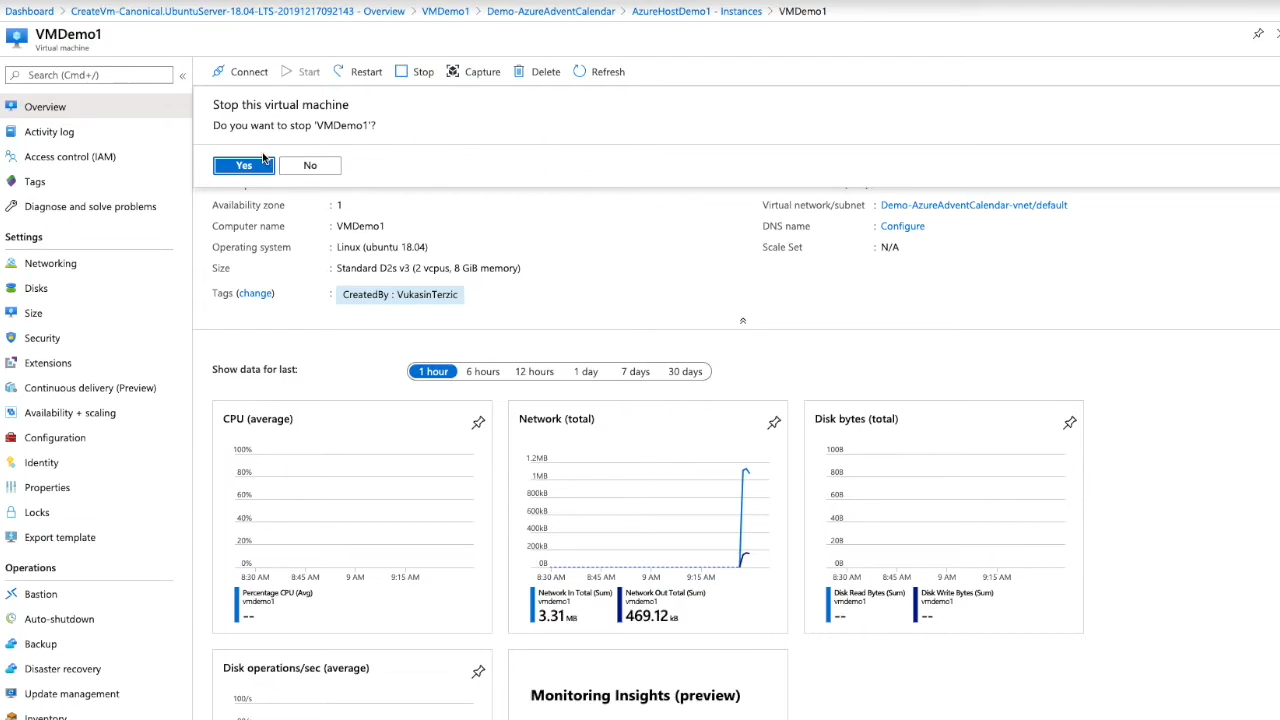 Dashboard > CreateVm-Canonical.UbuntuServer-18.04-LTS-20191217092143 - Overview > VMDemo1 > Demo-AzureAdventCalendar > AzureHostDemo1 - Instances > VMDemo1
VMDemo1
Virtual machine
Search (Cmd+/)
«
Connect
Start
Restart
Stop
Capture
Delete
Refresh
Overview
Activity log
Access control (IAM)
Tags
Diagnose and solve problems
Settings
Networking
Disks
Size
Security
Extensions
Continuous delivery (Preview)
Availability + scaling
Configuration
Identity
Properties
Locks
Export template
Operations
Bastion
Auto-shutdown
Backup
Disaster recovery
Update management
Inventory
Stop this virtual machine
Do you want to stop 'VMDemo1'?
Yes
No
Availability zone : 1
Computer name : VMDemo1
Operating system : Linux (ubuntu 18.04)
Size : Standard D2s v3 (2 vcpus, 8 GiB memory)
Tags (change) : CreatedBy : VukasinTerzic
Virtual network/subnet : Demo-AzureAdventCalendar-vnet/default
DNS name : Configure
Scale Set : N/A
Show data for last:
1 hour
6 hours
12 hours
1 day
7 days
30 days
CPU (average)
100%
80%
60%
40%
20%
0%
8:30 AM 8:45 AM 9 AM 9:15 AM
Percentage CPU (Avg)
vmdemo1
--
Network (total)
1.2MB
1MB
800kB
600kB
400kB
200kB
0B
8:30 AM 8:45 AM 9 AM 9:15 AM
Network In Total (Sum)
vmdemo1
3.31 MB
Network Out Total (Sum)
vmdemo1
469.12 kB
Disk bytes (total)
100B
80B
60B
40B
20B
0B
8:30 AM 8:45 AM 9 AM 9:15 AM
Disk Read Bytes (Sum)
vmdemo1
--
Disk Write Bytes (Sum)
vmdemo1
--
Disk operations/sec (average)
100/s
Monitoring Insights (preview)